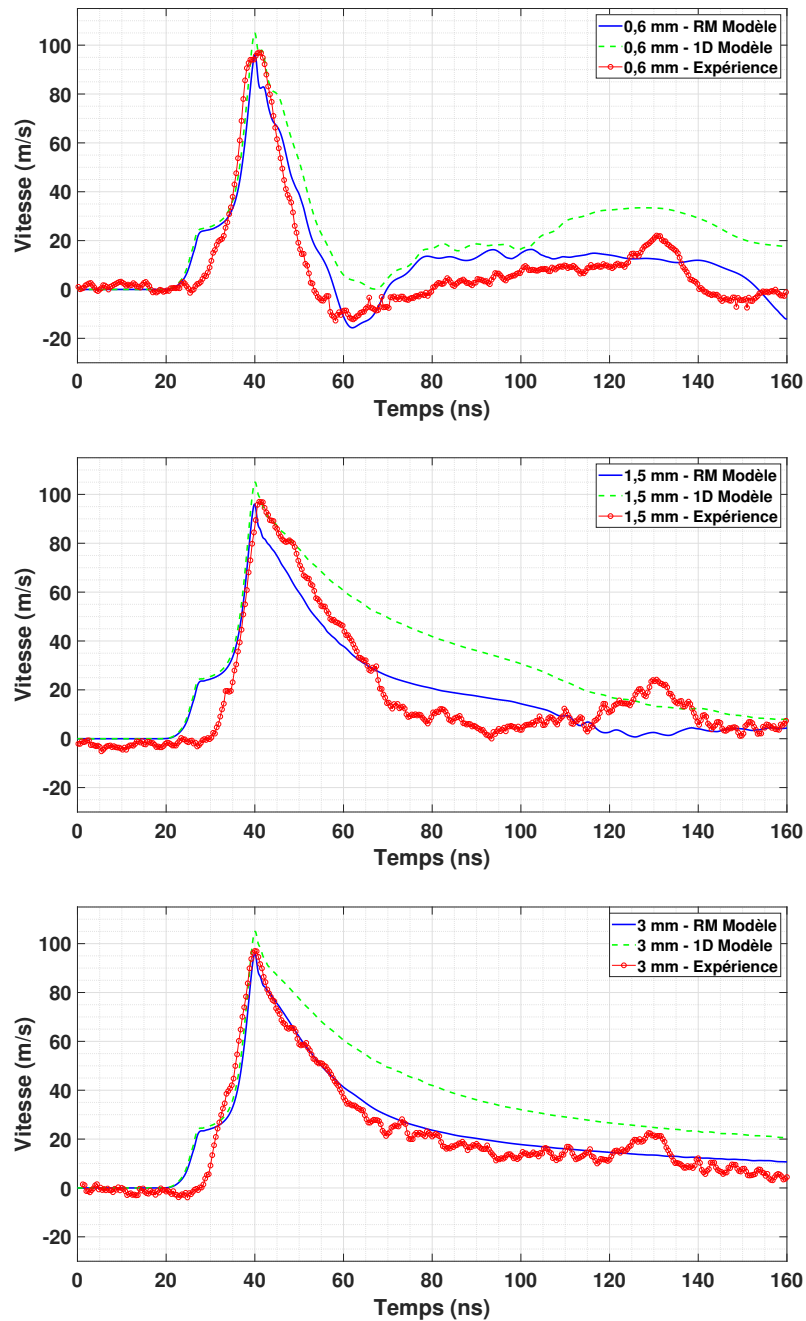 0,6 mm - RM Modèle
0,6 mm - 1D Modèle
0,6 mm - Expérience
100
80
60
40
20
0
-20
Vitesse (m/s)
0 20 40 60 80 100 120 140 160
Temps (ns)
1,5 mm - RM Modèle
1,5 mm - 1D Modèle
1,5 mm - Expérience
100
80
60
40
20
0
-20
Vitesse (m/s)
0 20 40 60 80 100 120 140 160
Temps (ns)
3 mm - RM Modèle
3 mm - 1D Modèle
3 mm - Expérience
100
80
60
40
20
0
-20
Vitesse (m/s)
0 20 40 60 80 100 120 140 160
Temps (ns)